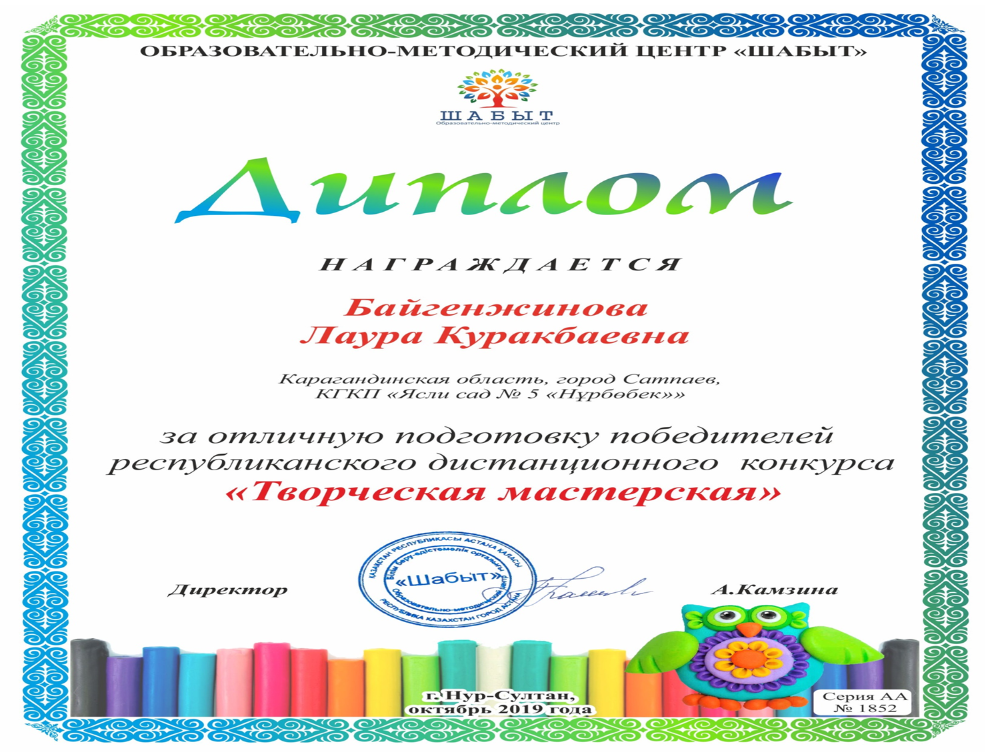 ОБРАЗОВАТЕЛЬНО-МЕТОДИЧЕСКИЙ ЦЕНТР «ШАБЫТ»
ШАБЫТ
Образовательно-методический центр
Диплом
НАГРАЖДАЕТСЯ
Байгенжинова
Лаура Куракбаевна
Карагандинская область, город Сатпаев,
КГКП «Ясли сад № 5 «Нұрбөбек»»
за отличную подготовку победителей
республиканского дистанционного конкурса
«Творческая мастерская»
ҚАЗАҚСТАН РЕСПУБЛИКАСЫ АСТАНА ҚАЛАСЫ
Білім беру-әдістемелік орталығы
«Шабыт»
Образовательно-методический центр
РЕСПУБЛИКА КАЗАХСТАН ГОРОД АСТАНА
Директор
А.Камзина
г. Нур-Султан,
октябрь 2019 года
Серия АА
№ 1852